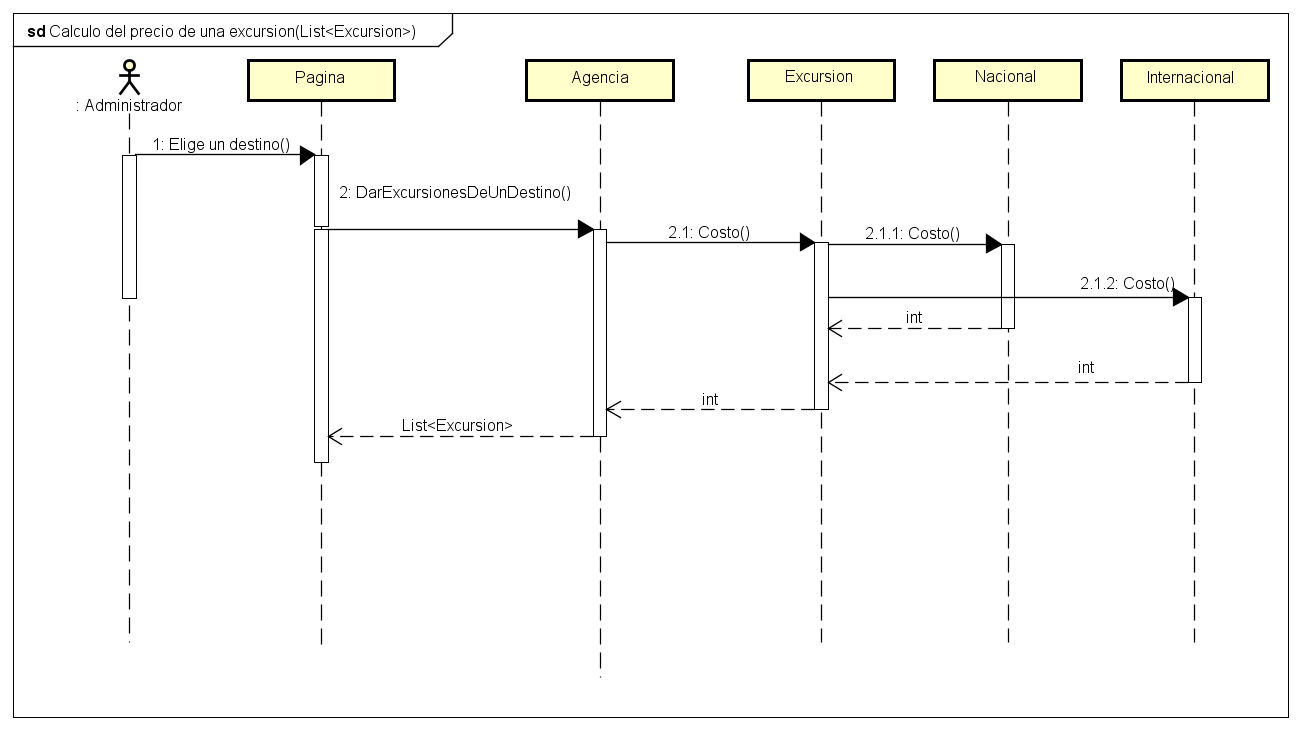 sd Calculo del precio de una excursion(List<Excursion>)
Pagina
Agencia
Excursion
Nacional
Internacional
: Administrador
1: Elige un destino()
2: DarExcursionesDeUnDestino()
2.1: Costo()
2.1.1: Costo()
2.1.2: Costo()
int
int
int
List<Excursion>